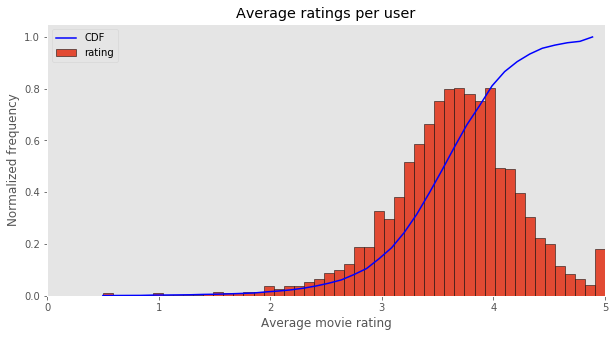 Average ratings per user
CDF
rating
Normalized frequency
1.0
0.8
0.6
0.4
0.2
0.0
0
1
2
3
4
5
Average movie rating